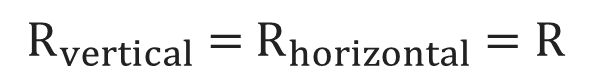 R_vertical = R_horizontal = R